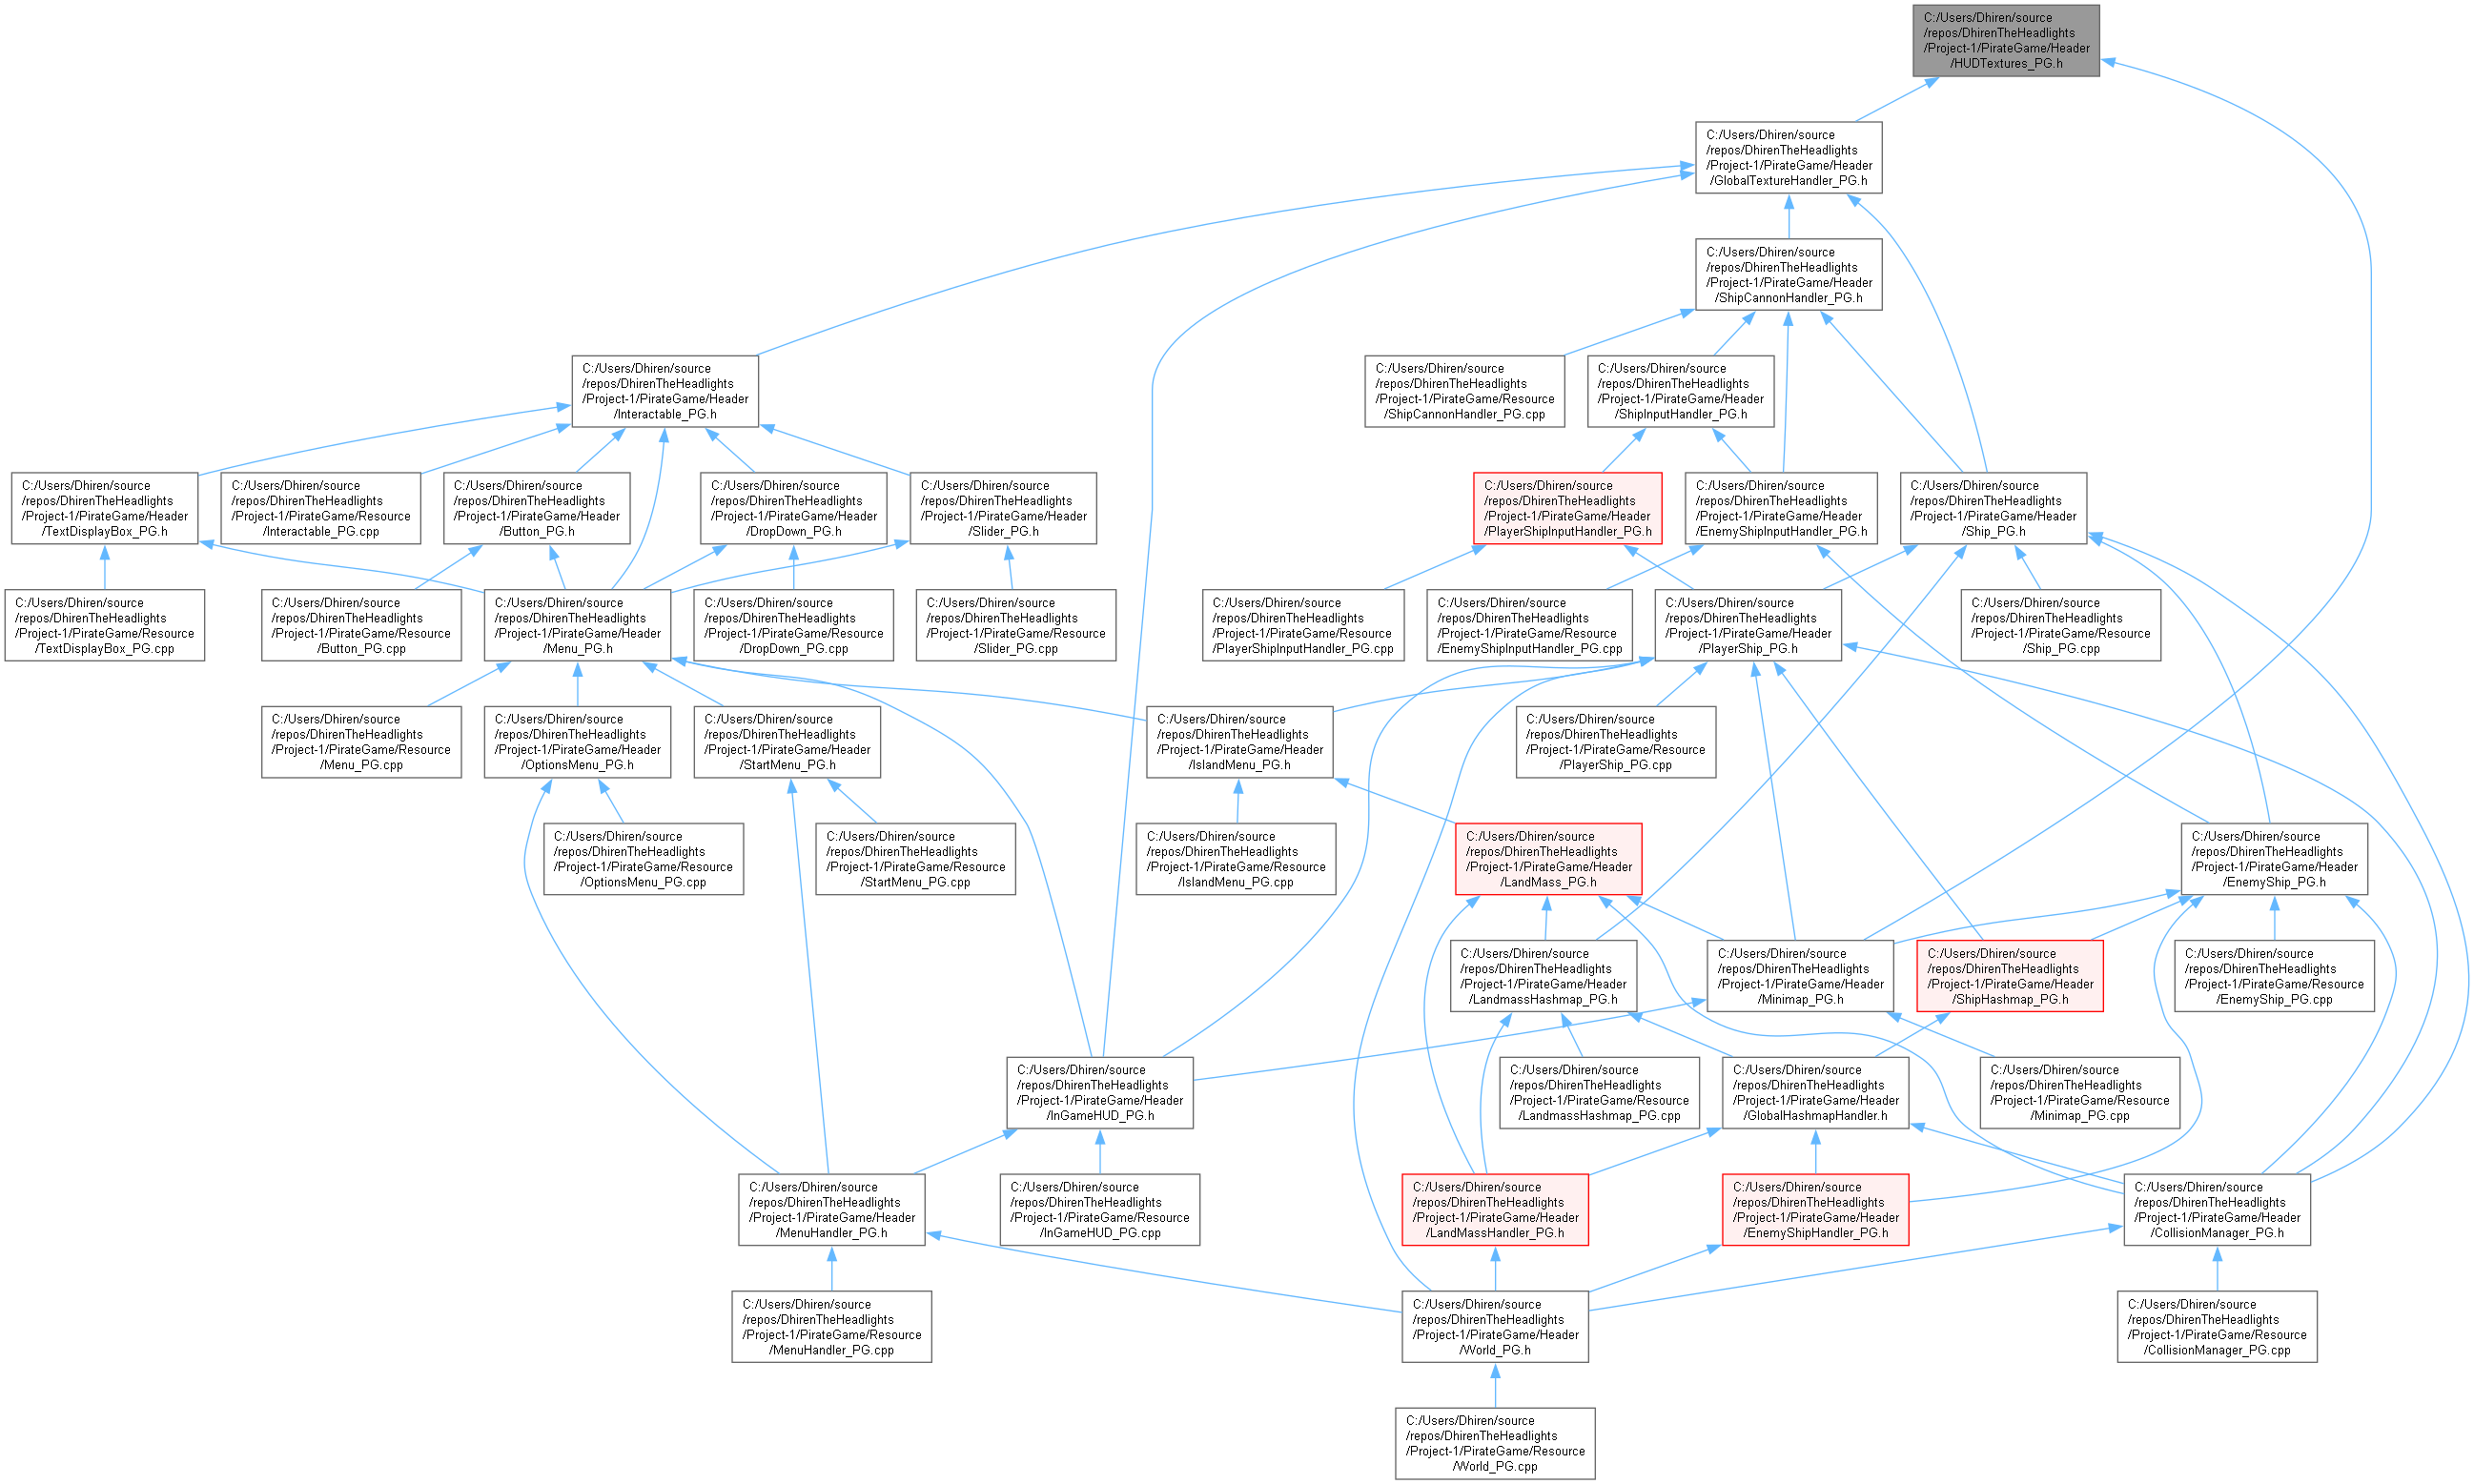 C:/Users/Dhiren/source
/repos/DhirenTheHeadlights
/Project-1/PirateGame/Header
/HUDTextures_PG.h
C:/Users/Dhiren/source
/repos/DhirenTheHeadlights
/Project-1/PirateGame/Header
/GlobalTextureHandler_PG.h
C:/Users/Dhiren/source
/repos/DhirenTheHeadlights
/Project-1/PirateGame/Header
/ShipCannonHandler_PG.h
C:/Users/Dhiren/source
/repos/DhirenTheHeadlights
/Project-1/PirateGame/Header
/Interactable_PG.h
C:/Users/Dhiren/source
/repos/DhirenTheHeadlights
/Project-1/PirateGame/Resource
/ShipCannonHandler_PG.cpp
C:/Users/Dhiren/source
/repos/DhirenTheHeadlights
/Project-1/PirateGame/Header
/ShipInputHandler_PG.h
C:/Users/Dhiren/source
/repos/DhirenTheHeadlights
/Project-1/PirateGame/Header
/TextDisplayBox_PG.h
C:/Users/Dhiren/source
/repos/DhirenTheHeadlights
/Project-1/PirateGame/Resource
/Interactable_PG.cpp
C:/Users/Dhiren/source
/repos/DhirenTheHeadlights
/Project-1/PirateGame/Header
/Button_PG.h
C:/Users/Dhiren/source
/repos/DhirenTheHeadlights
/Project-1/PirateGame/Header
/DropDown_PG.h
C:/Users/Dhiren/source
/repos/DhirenTheHeadlights
/Project-1/PirateGame/Header
/Slider_PG.h
C:/Users/Dhiren/source
/repos/DhirenTheHeadlights
/Project-1/PirateGame/Header
/PlayerShipInputHandler_PG.h
C:/Users/Dhiren/source
/repos/DhirenTheHeadlights
/Project-1/PirateGame/Header
/EnemyShipInputHandler_PG.h
C:/Users/Dhiren/source
/repos/DhirenTheHeadlights
/Project-1/PirateGame/Header
/Ship_PG.h
C:/Users/Dhiren/source
/repos/DhirenTheHeadlights
/Project-1/PirateGame/Resource
/TextDisplayBox_PG.cpp
C:/Users/Dhiren/source
/repos/DhirenTheHeadlights
/Project-1/PirateGame/Resource
/Button_PG.cpp
C:/Users/Dhiren/source
/repos/DhirenTheHeadlights
/Project-1/PirateGame/Header
/Menu_PG.h
C:/Users/Dhiren/source
/repos/DhirenTheHeadlights
/Project-1/PirateGame/Resource
/DropDown_PG.cpp
C:/Users/Dhiren/source
/repos/DhirenTheHeadlights
/Project-1/PirateGame/Resource
/Slider_PG.cpp
C:/Users/Dhiren/source
/repos/DhirenTheHeadlights
/Project-1/PirateGame/Resource
/PlayerShipInputHandler_PG.cpp
C:/Users/Dhiren/source
/repos/DhirenTheHeadlights
/Project-1/PirateGame/Resource
/EnemyShipInputHandler_PG.cpp
C:/Users/Dhiren/source
/repos/DhirenTheHeadlights
/Project-1/PirateGame/Header
/PlayerShip_PG.h
C:/Users/Dhiren/source
/repos/DhirenTheHeadlights
/Project-1/PirateGame/Resource
/Ship_PG.cpp
C:/Users/Dhiren/source
/repos/DhirenTheHeadlights
/Project-1/PirateGame/Resource
/Menu_PG.cpp
C:/Users/Dhiren/source
/repos/DhirenTheHeadlights
/Project-1/PirateGame/Header
/OptionsMenu_PG.h
C:/Users/Dhiren/source
/repos/DhirenTheHeadlights
/Project-1/PirateGame/Header
/StartMenu_PG.h
C:/Users/Dhiren/source
/repos/DhirenTheHeadlights
/Project-1/PirateGame/Header
/IslandMenu_PG.h
C:/Users/Dhiren/source
/repos/DhirenTheHeadlights
/Project-1/PirateGame/Resource
/PlayerShip_PG.cpp
C:/Users/Dhiren/source
/repos/DhirenTheHeadlights
/Project-1/PirateGame/Resource
/OptionsMenu_PG.cpp
C:/Users/Dhiren/source
/repos/DhirenTheHeadlights
/Project-1/PirateGame/Resource
/StartMenu_PG.cpp
C:/Users/Dhiren/source
/repos/DhirenTheHeadlights
/Project-1/PirateGame/Resource
/IslandMenu_PG.cpp
C:/Users/Dhiren/source
/repos/DhirenTheHeadlights
/Project-1/PirateGame/Header
/LandMass_PG.h
C:/Users/Dhiren/source
/repos/DhirenTheHeadlights
/Project-1/PirateGame/Header
/EnemyShip_PG.h
C:/Users/Dhiren/source
/repos/DhirenTheHeadlights
/Project-1/PirateGame/Header
/LandmassHashmap_PG.h
C:/Users/Dhiren/source
/repos/DhirenTheHeadlights
/Project-1/PirateGame/Header
/Minimap_PG.h
C:/Users/Dhiren/source
/repos/DhirenTheHeadlights
/Project-1/PirateGame/Header
/ShipHashmap_PG.h
C:/Users/Dhiren/source
/repos/DhirenTheHeadlights
/Project-1/PirateGame/Resource
/EnemyShip_PG.cpp
C:/Users/Dhiren/source
/repos/DhirenTheHeadlights
/Project-1/PirateGame/Header
/InGameHUD_PG.h
C:/Users/Dhiren/source
/repos/DhirenTheHeadlights
/Project-1/PirateGame/Resource
/LandmassHashmap_PG.cpp
C:/Users/Dhiren/source
/repos/DhirenTheHeadlights
/Project-1/PirateGame/Header
/GlobalHashmapHandler.h
C:/Users/Dhiren/source
/repos/DhirenTheHeadlights
/Project-1/PirateGame/Resource
/Minimap_PG.cpp
C:/Users/Dhiren/source
/repos/DhirenTheHeadlights
/Project-1/PirateGame/Header
/MenuHandler_PG.h
C:/Users/Dhiren/source
/repos/DhirenTheHeadlights
/Project-1/PirateGame/Resource
/InGameHUD_PG.cpp
C:/Users/Dhiren/source
/repos/DhirenTheHeadlights
/Project-1/PirateGame/Header
/LandMassHandler_PG.h
C:/Users/Dhiren/source
/repos/DhirenTheHeadlights
/Project-1/PirateGame/Header
/EnemyShipHandler_PG.h
C:/Users/Dhiren/source
/repos/DhirenTheHeadlights
/Project-1/PirateGame/Header
/CollisionManager_PG.h
C:/Users/Dhiren/source
/repos/DhirenTheHeadlights
/Project-1/PirateGame/Resource
/MenuHandler_PG.cpp
C:/Users/Dhiren/source
/repos/DhirenTheHeadlights
/Project-1/PirateGame/Header
/World_PG.h
C:/Users/Dhiren/source
/repos/DhirenTheHeadlights
/Project-1/PirateGame/Resource
/CollisionManager_PG.cpp
C:/Users/Dhiren/source
/repos/DhirenTheHeadlights
/Project-1/PirateGame/Resource
/World_PG.cpp